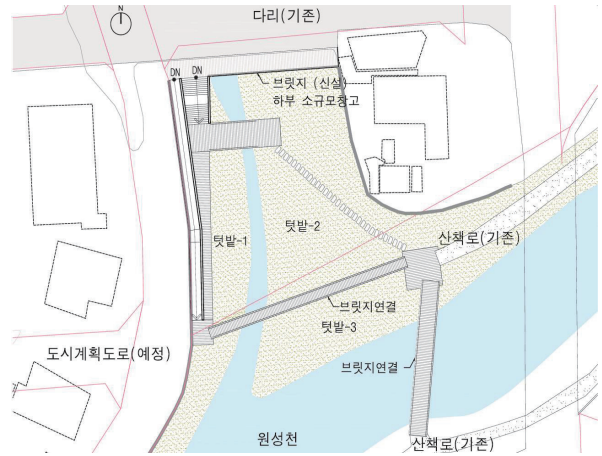 N
다리(기존)
DN
DN
브릿지 (신설)
하부 소규모창고
텃밭-1
텃밭-2
산책로(기존)
브릿지연결
텃밭-3
도시계획도로(예정)
브릿지연결
원성천
산책로(기존)